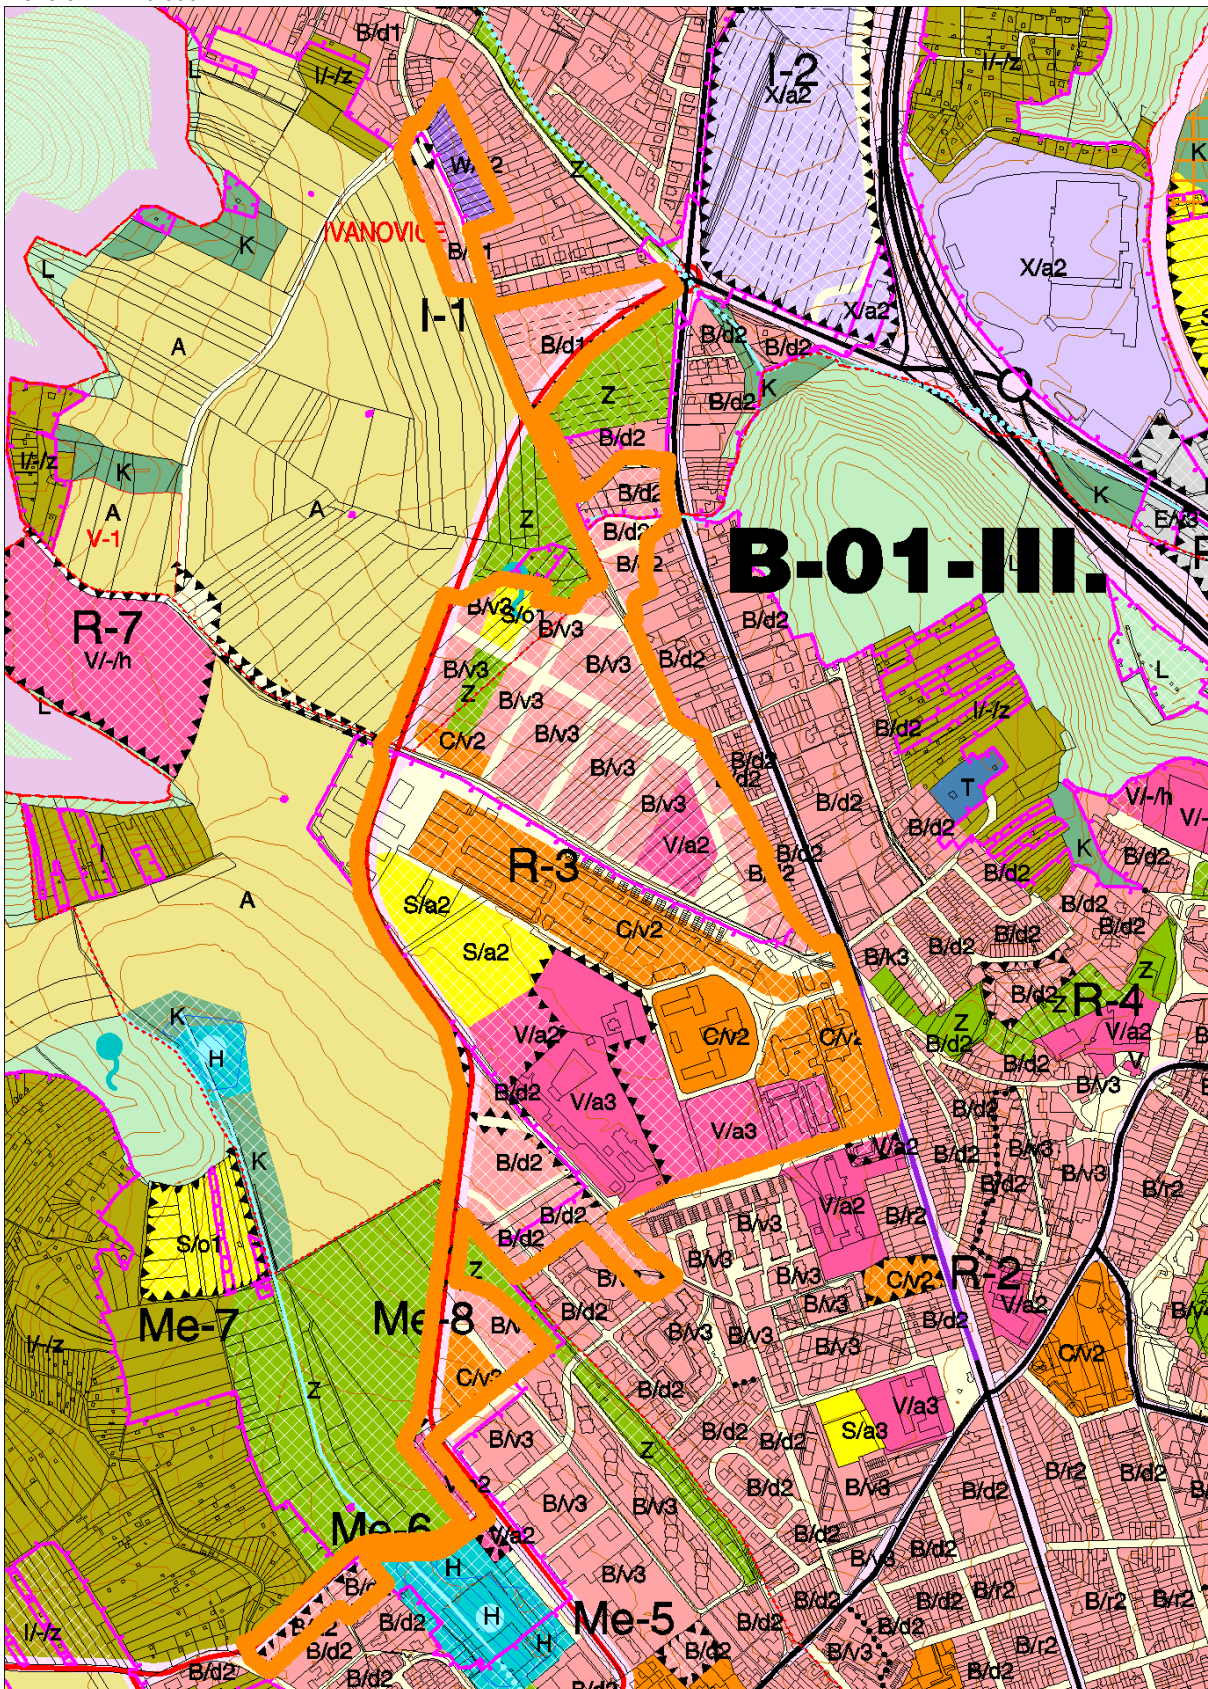 B/d1
I/-/z
I-2
X/a2
I/-/z
L
K
Z
IVANOVICE
K
L
X/a2
I-1
X/a2
A
B/d2
B/d2
B/d2
K
Z
B/d2
I/-/z
K
B/d2
K
A
V-1
A
Z
B-01-III.
R-7
V/-/h
B/v3
S/o1
B/v3
B/d2
B/v3
B/v3
B/d2
L
L
Z
B/v3
B/d2
I/-/z
C/v2
B/v3
B/v3
B/d2
T
B/d2
V/-/h
B/v3
B/d2
V/a2
K
R-3
B/d2
B/d2
B/d2
A
S/a2
C/v2
B/d2
S/a2
B/k3
B/d2
B/d2
B/d2
Z
B/d2
R-4
K
V/a2
C/v2
Z
Z
V/a2
H
B/d2
B/d2
V
V/a3
B/v3
V/a3
B/d2
K
B/d2
V/a2
B/d2
B/v3
B/v3
B/d2
B/r2
S/o1
B/d2
B/d2
B/v3
V/a2
B/r2
Z
B/v3
B/v3
C/v2
R-2
Me-7
Me-8
B/d2
B/v3
B/v3
B/v3
B/d2
V/a2
I/-/z
C/v2
Z
B/d2
V/a3
B/v3
Z
B/d2
S/a3
B/d2
B/r2
B/d2
B/v3
B/v3
B/d2
B/v3
B/d2
B/r2
Me-6
V/a2
B/d2
B/v3
B/d2
H
B/v3
B/r2
B/d2
H
Me-5
B/d2
B/d2
B/d2
B/r2
B/r2
I/-/z
B/d2
H
B/d2
B/v3
B/r2
B/d2
B/d2
B/d2